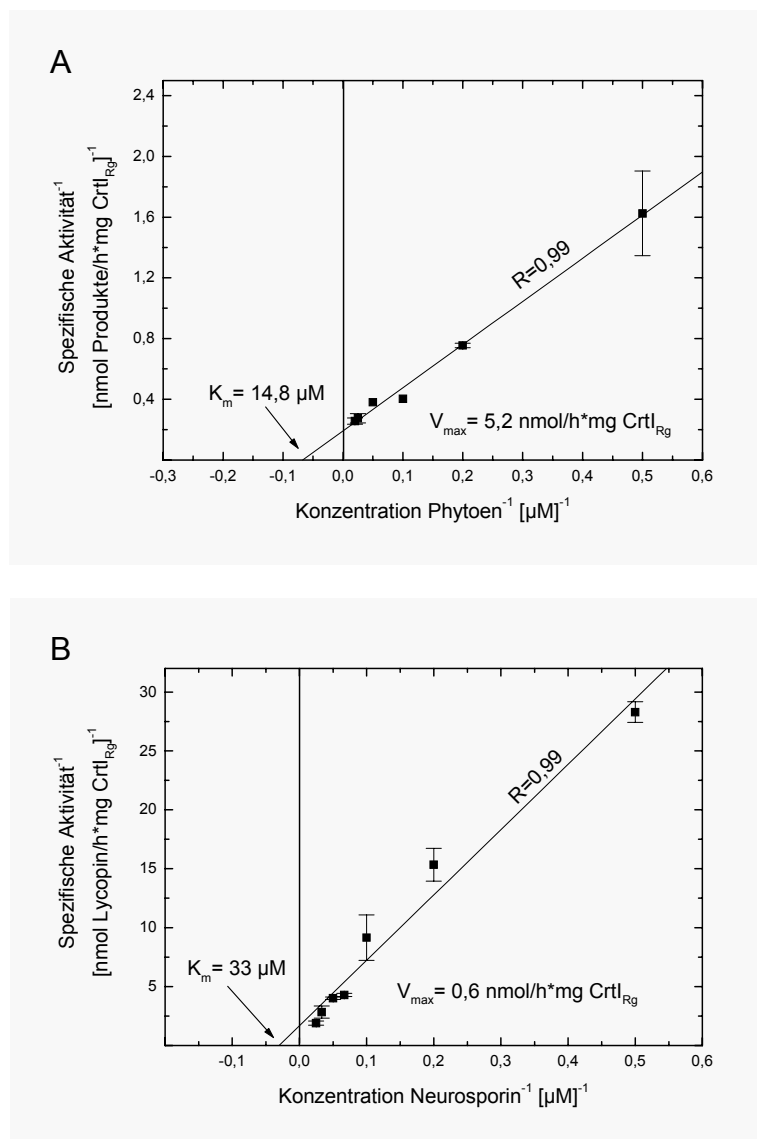 A
Spezifische Aktivität⁻¹
[nmol Produkte/h*mg CrtI_Rg]⁻¹
2,4
2,0
1,6
1,2
0,8
0,4
R=0,99
K_m= 14,8 µM
V_max= 5,2 nmol/h*mg CrtI_Rg
-0,3 -0,2 -0,1 0,0 0,1 0,2 0,3 0,4 0,5 0,6
Konzentration Phytoen⁻¹ [µM]⁻¹
B
Spezifische Aktivität⁻¹
[nmol Lycopin/h*mg CrtI_Rg]⁻¹
30
25
20
15
10
5
R=0,99
K_m= 33 µM
V_max= 0,6 nmol/h*mg CrtI_Rg
-0,1 0,0 0,1 0,2 0,3 0,4 0,5 0,6
Konzentration Neurosporin⁻¹ [µM]⁻¹